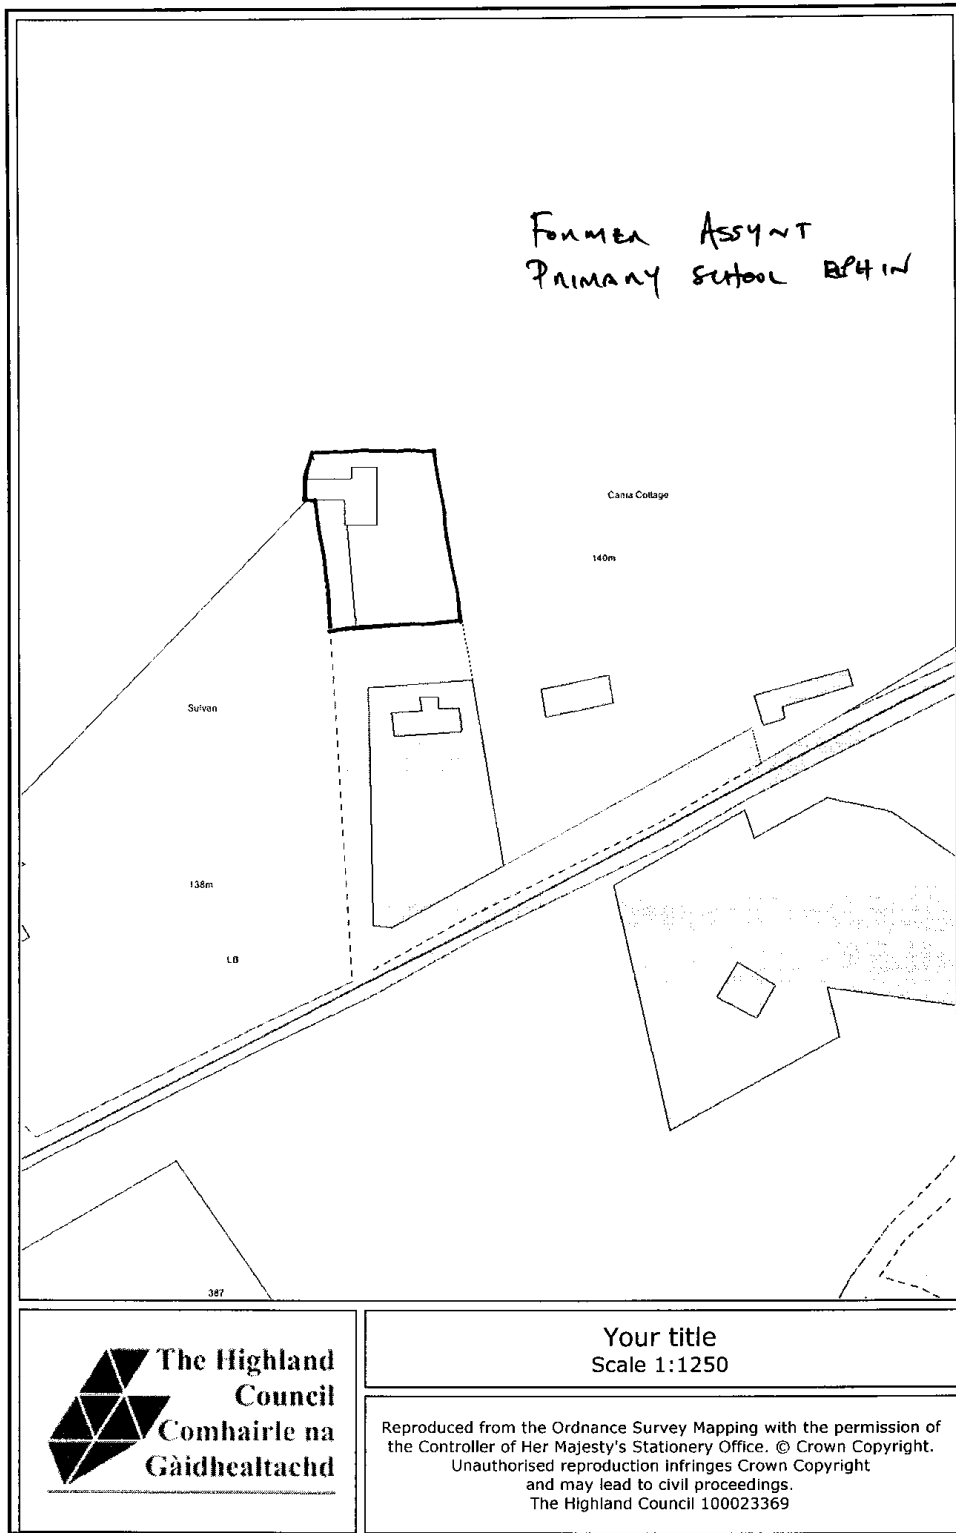 FORMER ASSYNT
PRIMARY SCHOOL ELPHIN
Cama Cottage
140m
Suivan
138m
LB
387
The Highland
Council
Comhairle na
Gàidhealtachd
Your title
Scale 1:1250
Reproduced from the Ordnance Survey Mapping with the permission of
the Controller of Her Majesty's Stationery Office. © Crown Copyright.
Unauthorised reproduction infringes Crown Copyright
and may lead to civil proceedings.
The Highland Council 100023369